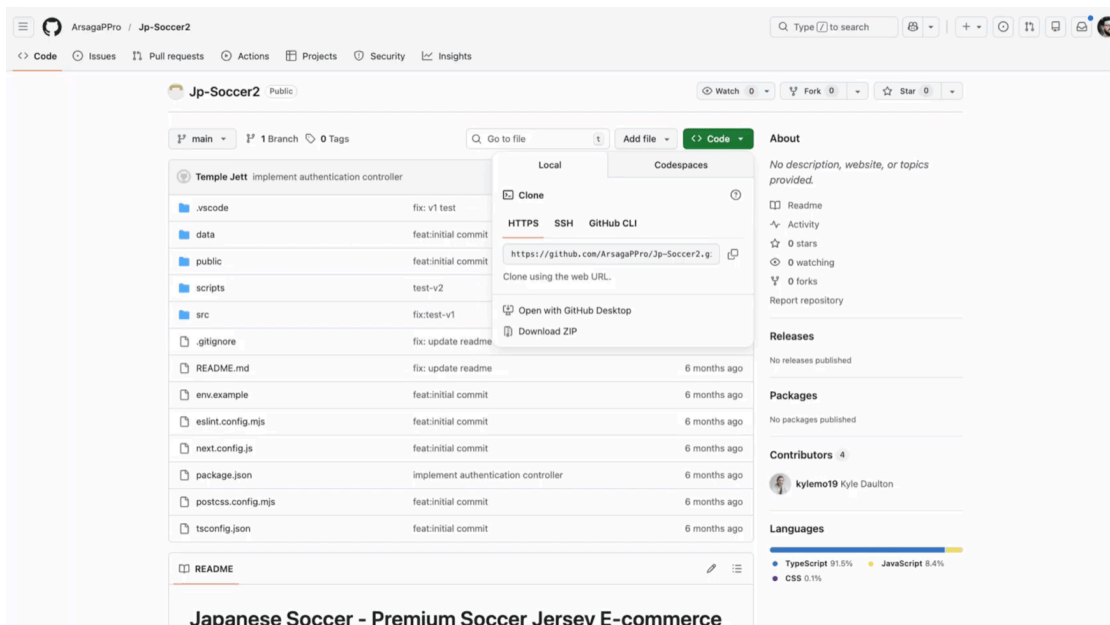 ArsagaPPro / Jp-Soccer2
Type / to search
Code Issues Pull requests Actions Projects Security Insights
Jp-Soccer2 Public
Watch 0 Fork 0 Star 0
main 1 Branch 0 Tags Go to file t Add file Code
Local Codespaces
Clone
HTTPS SSH GitHub CLI
https://github.com/ArsagaPPro/Jp-Soccer2.g
Clone using the web URL.
Open with GitHub Desktop
Download ZIP
Temple Jett implement authentication controller
.vscode fix: v1 test
data feat:initial commit
public feat:initial commit
scripts test-v2
src fix:test-v1
.gitignore fix: update readme
README.md fix: update readme 6 months ago
env.example feat:initial commit 6 months ago
eslint.config.mjs feat:initial commit 6 months ago
next.config.js feat:initial commit 6 months ago
package.json implement authentication controller 6 months ago
postcss.config.mjs feat:initial commit 6 months ago
tsconfig.json feat:initial commit 6 months ago
README
Japanese Soccer - Premium Soccer Jersey E-commerce
About
No description, website, or topics
provided.
Readme
Activity
0 stars
0 watching
0 forks
Report repository
Releases
No releases published
Packages
No packages published
Contributors 4
kylemo19 Kyle Daulton
Languages
TypeScript 91.5% JavaScript 8.4%
CSS 0.1%